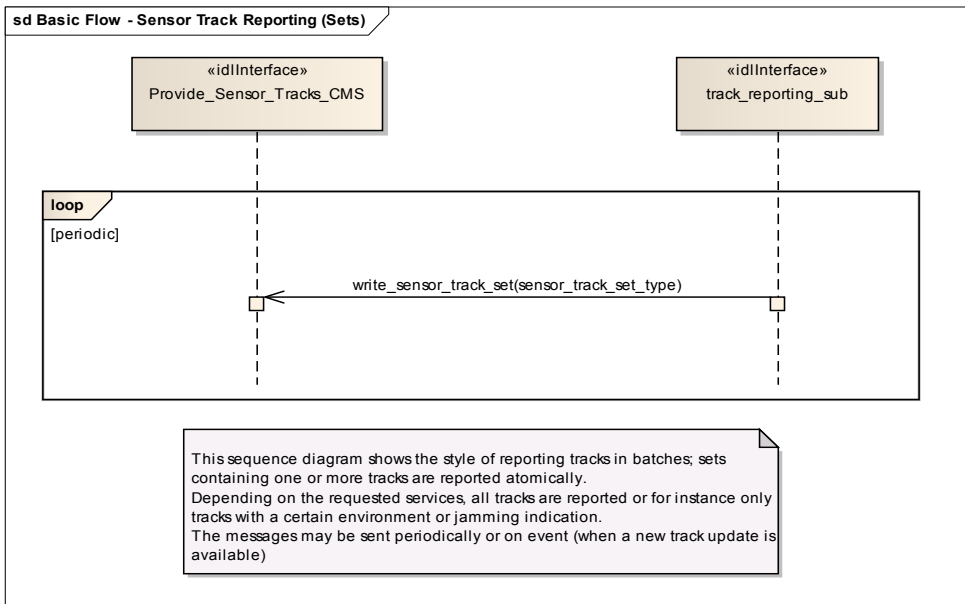 sd Basic Flow - Sensor Track Reporting (Sets)
«idlInterface»
Provide_Sensor_Tracks_CMS
«idlInterface»
track_reporting_sub
loop
[periodic]
write_sensor_track_set(sensor_track_set_type)
This sequence diagram shows the style of reporting tracks in batches; sets
containing one or more tracks are reported atomically.
Depending on the requested services, all tracks are reported or for instance only
tracks with a certain environment or jamming indication.
The messages may be sent periodically or on event (when a new track update is
available)